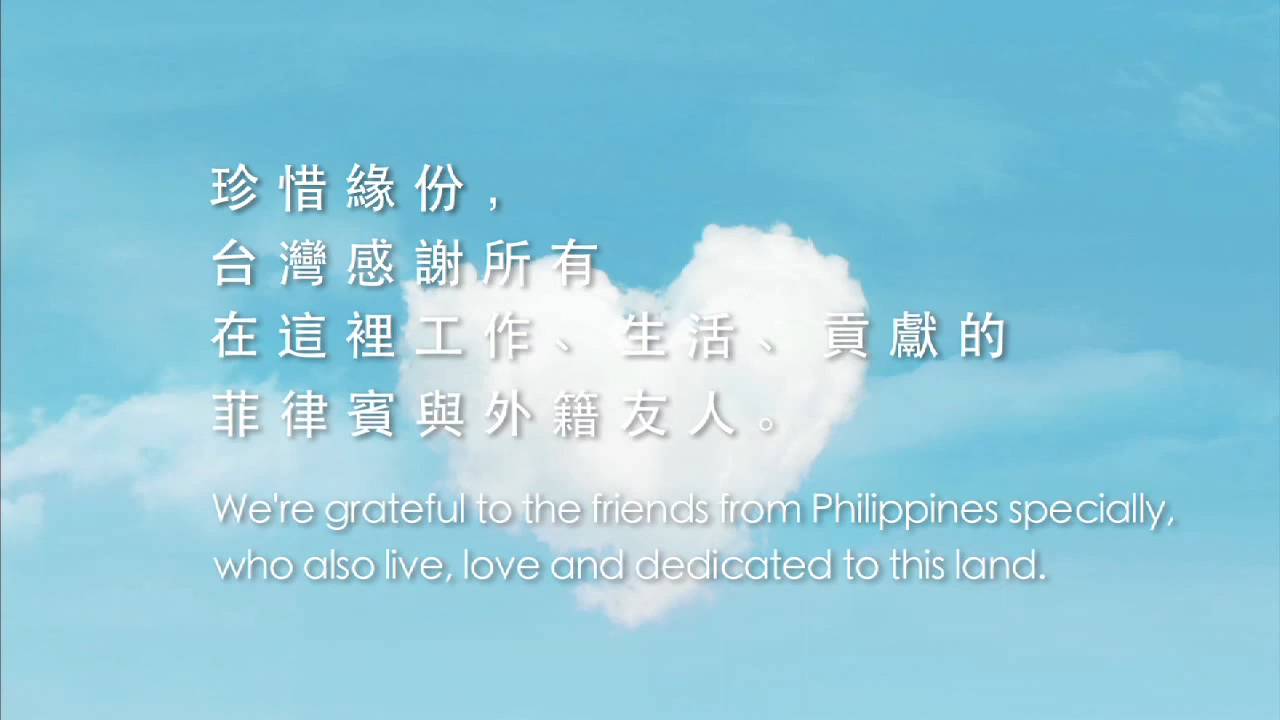 珍惜緣份，
台灣感謝所有
在這裡工作、生活、貢獻的
菲律賓與外籍友人。
We're grateful to the friends from Philippines specially,
who also live, love and dedicated to this land.